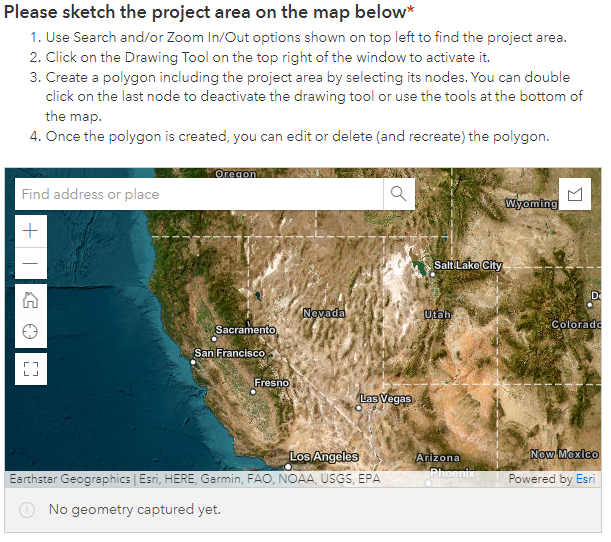 Please sketch the project area on the map below*
1. Use Search and/or Zoom In/Out options shown on top left to find the project area.
2. Click on the Drawing Tool on the top right of the window to activate it.
3. Create a polygon including the project area by selecting its nodes. You can double
click on the last node to deactivate the drawing tool or use the tools at the bottom of
the map.
4. Once the polygon is created, you can edit or delete (and recreate) the polygon.
Oregon
Find address or place
Wyoming
Salt Lake City
De
Nevada
Utah
Colorado
Sacramento
San Francisco
Fresno
Las Vegas
Los Angeles
Arizona
New Mexico
Phoenix
Earthstar Geographics | Esri, HERE, Garmin, FAO, NOAA, USGS, EPA
Powered by Esri
No geometry captured yet.